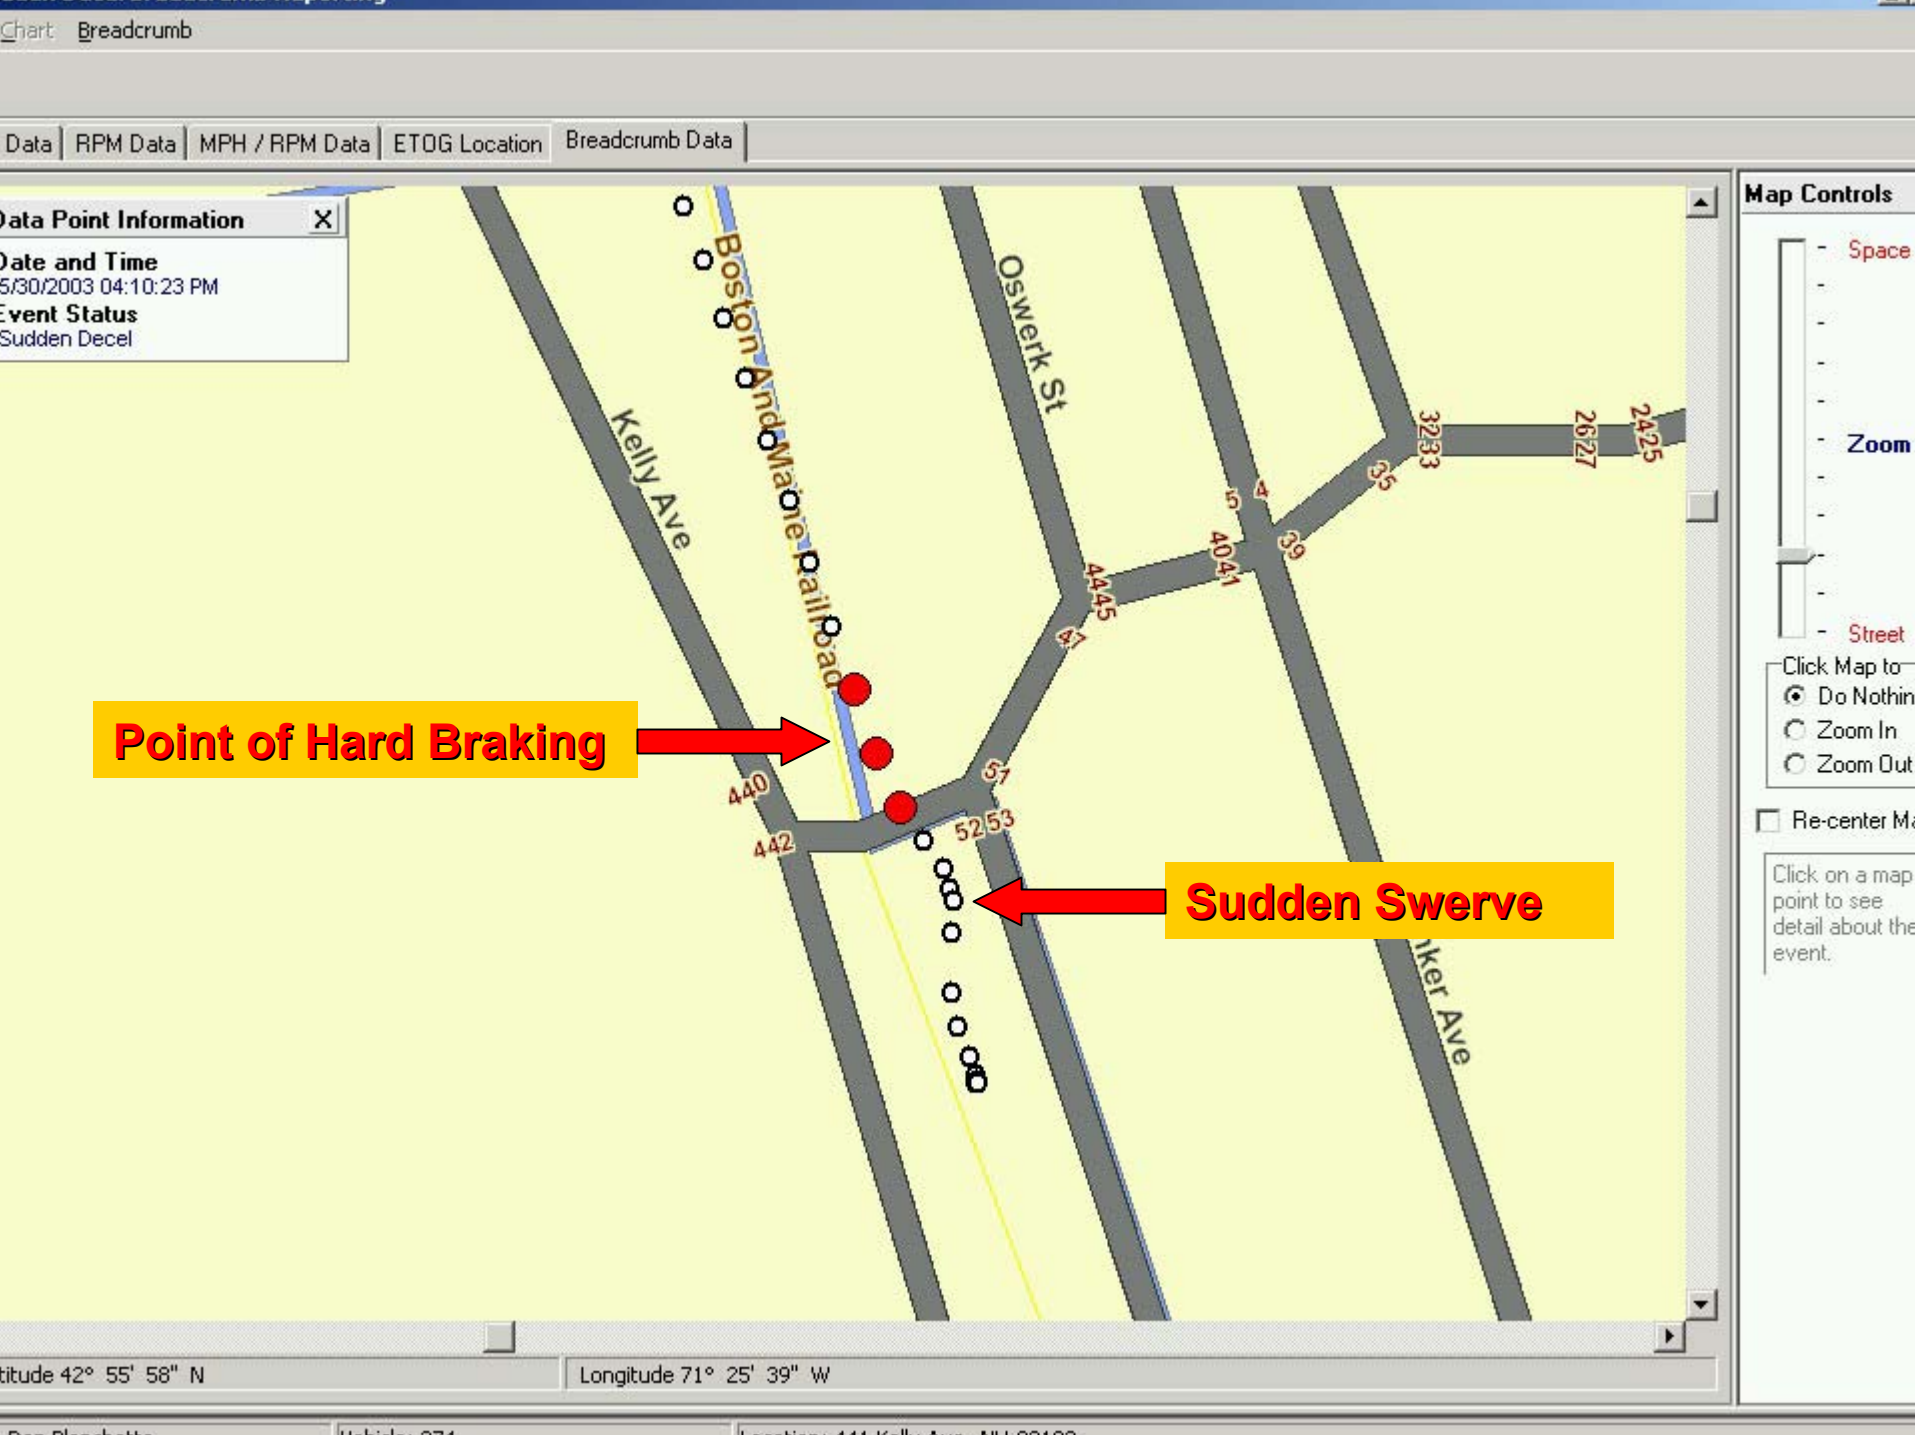 Chart Breadcrumb
Data RPM Data MPH / RPM Data ETOG Location Breadcrumb Data
Data Point Information X
Date and Time
5/30/2003 04:10:23 PM
Event Status
Sudden Decel
Boston And Maine Railroad
Kelly Ave
Oswerk St
nker Ave
3233
2627
2425
35
5 4
4041
39
4445
47
51
52 53
440
442
Point of Hard Braking
Sudden Swerve
Map Controls
Space
Zoom
Street
Click Map to
Do Nothin
Zoom In
Zoom Out
Re-center Ma
Click on a map
point to see
detail about the
event.
titude 42° 55' 58" N
Longitude 71° 25' 39" W